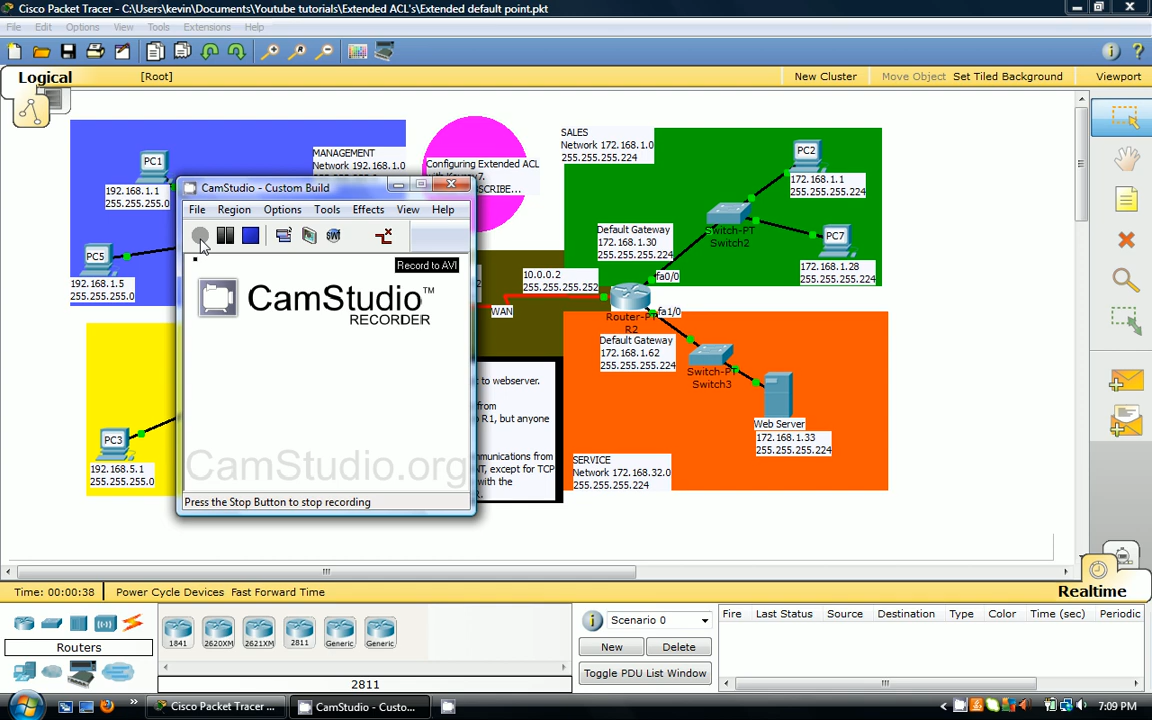 Cisco Packet Tracer - C:\Users\kevin\Documents\Youtube tutorials\Extended ACL's\Extended default point.pkt
File Edit Options View Tools Extensions Help
Logical
[Root]
New Cluster
Move Object
Set Tiled Background
Viewport
PC1
192.168.1.1
255.255.255.0
MANAGEMENT
Network 192.168.1.0
Configuring Extended ACL
SALES
Network 172.168.1.0
255.255.255.224
PC2
172.168.1.1
255.255.255.224
Switch-PT
Switch2
PC7
172.168.1.28
255.255.255.224
Default Gateway
172.168.1.30
255.255.255.224
fa0/0
PC5
192.168.1.5
255.255.255.0
10.0.0.2
255.255.255.252
WAN
Router-PT
R2
fa1/0
Default Gateway
172.168.1.62
255.255.255.224
Switch-PT
Switch3
Web Server
172.168.1.33
255.255.255.224
SERVICE
Network 172.168.32.0
255.255.255.224
PC3
192.168.5.1
255.255.255.0
to webserver.
from
R1, but anyone
communications from
NT, except for TCP
with the
CamStudio - Custom Build
File Region Options Tools Effects View Help
SWF
Record to AVI
CamStudio™
RECORDER
CamStudio.org
Press the Stop Button to stop recording
Realtime
Time: 00:00:38
Power Cycle Devices Fast Forward Time
Routers
1841
2620XM
2621XM
2811
Generic
Generic
2811
Scenario 0
New
Delete
Toggle PDU List Window
Fire Last Status Source Destination Type Color Time (sec) Periodic
Cisco Packet Tracer ...
CamStudio - Custo...
7:09 PM